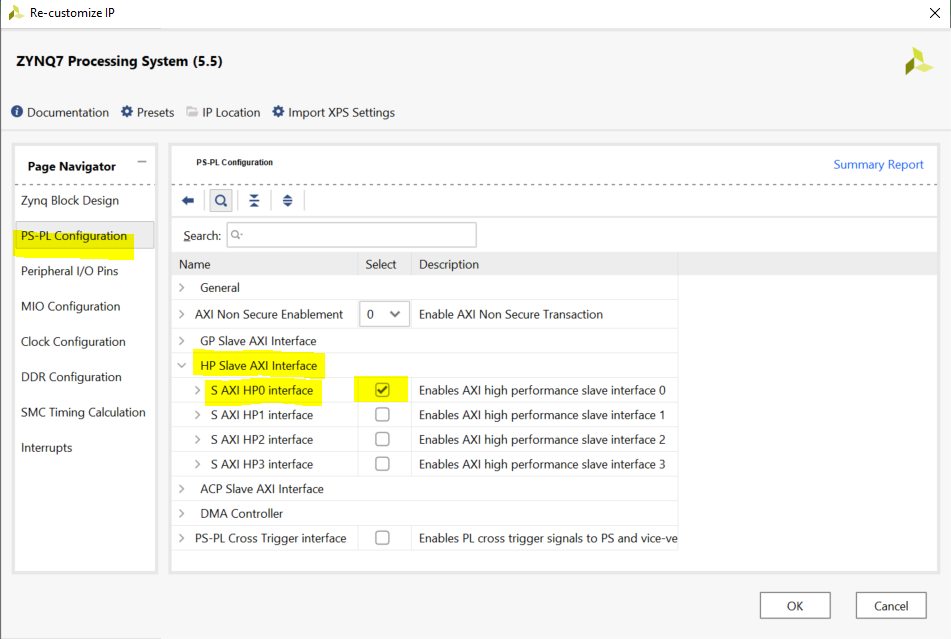 Re-customize IP
ZYNQ7 Processing System (5.5)
Documentation Presets IP Location Import XPS Settings
Page Navigator
Zynq Block Design
PS-PL Configuration
Peripheral I/O Pins
MIO Configuration
Clock Configuration
DDR Configuration
SMC Timing Calculation
Interrupts
PS-PL Configuration
Summary Report
Search:
Name Select Description
General
AXI Non Secure Enablement 0 Enable AXI Non Secure Transaction
GP Slave AXI Interface
HP Slave AXI Interface
S AXI HP0 interface Enables AXI high performance slave interface 0
S AXI HP1 interface Enables AXI high performance slave interface 1
S AXI HP2 interface Enables AXI high performance slave interface 2
S AXI HP3 interface Enables AXI high performance slave interface 3
ACP Slave AXI Interface
DMA Controller
PS-PL Cross Trigger interface Enables PL cross trigger signals to PS and vice-ve
OK Cancel